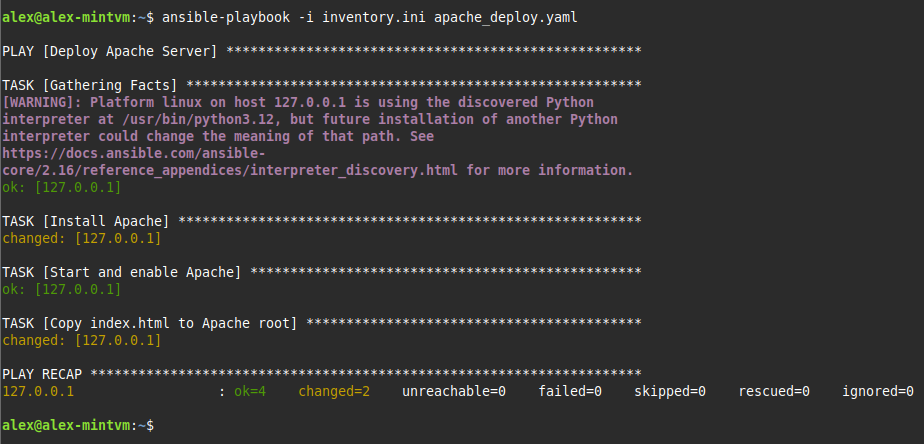 alex@alex-mintvm:~$ ansible-playbook -i inventory.ini apache_deploy.yaml
PLAY [Deploy Apache Server] ****************************************************
TASK [Gathering Facts] *********************************************************
[WARNING]: Platform linux on host 127.0.0.1 is using the discovered Python
interpreter at /usr/bin/python3.12, but future installation of another Python
interpreter could change the meaning of that path. See
https://docs.ansible.com/ansible-
core/2.16/reference_appendices/interpreter_discovery.html for more information.
ok: [127.0.0.1]
TASK [Install Apache] **********************************************************
changed: [127.0.0.1]
TASK [Start and enable Apache] *************************************************
ok: [127.0.0.1]
TASK [Copy index.html to Apache root] ******************************************
changed: [127.0.0.1]
PLAY RECAP *********************************************************************
127.0.0.1                  : ok=4    changed=2    unreachable=0    failed=0    skipped=0    rescued=0    ignored=0
alex@alex-mintvm:~$